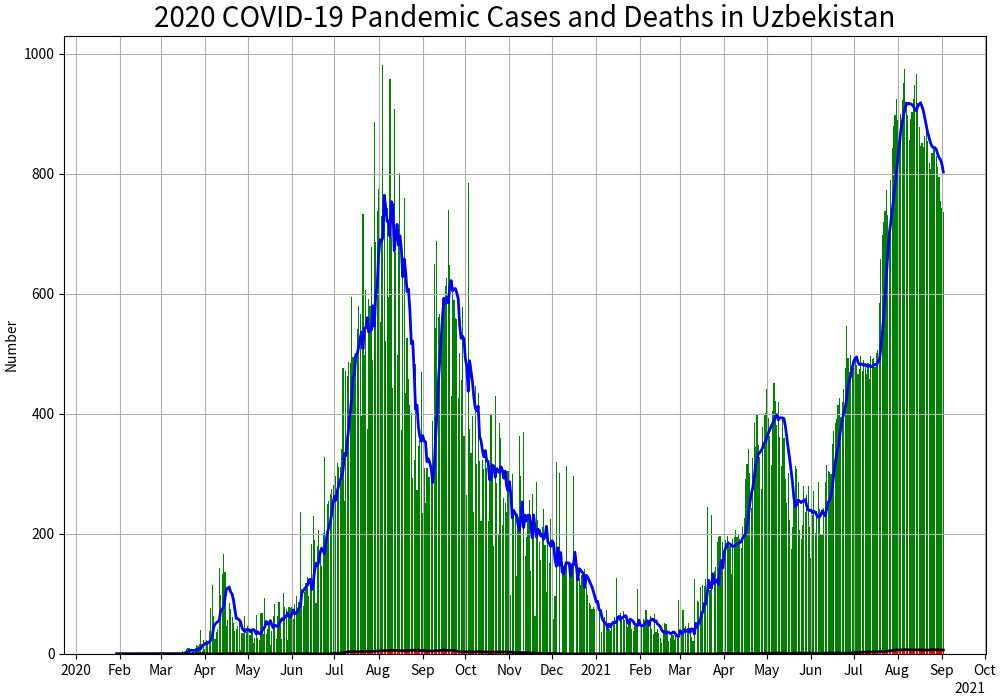 2020 COVID-19 Pandemic Cases and Deaths in Uzbekistan
1000
800
600
400
200
0
Number
2020 Feb Mar Apr May Jun Jul Aug Sep Oct Nov Dec 2021 Feb Mar Apr May Jun Jul Aug Sep Oct
2021